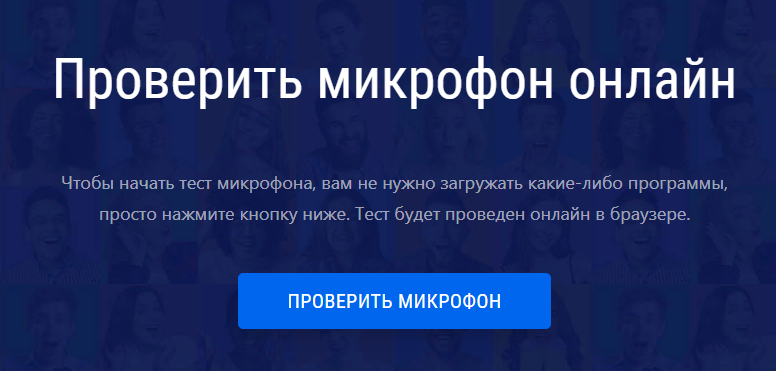 Проверить микрофон онлайн
Чтобы начать тест микрофона, вам не нужно загружать какие-либо программы,
просто нажмите кнопку ниже. Тест будет проведен онлайн в браузере.
ПРОВЕРИТЬ МИКРОФОН